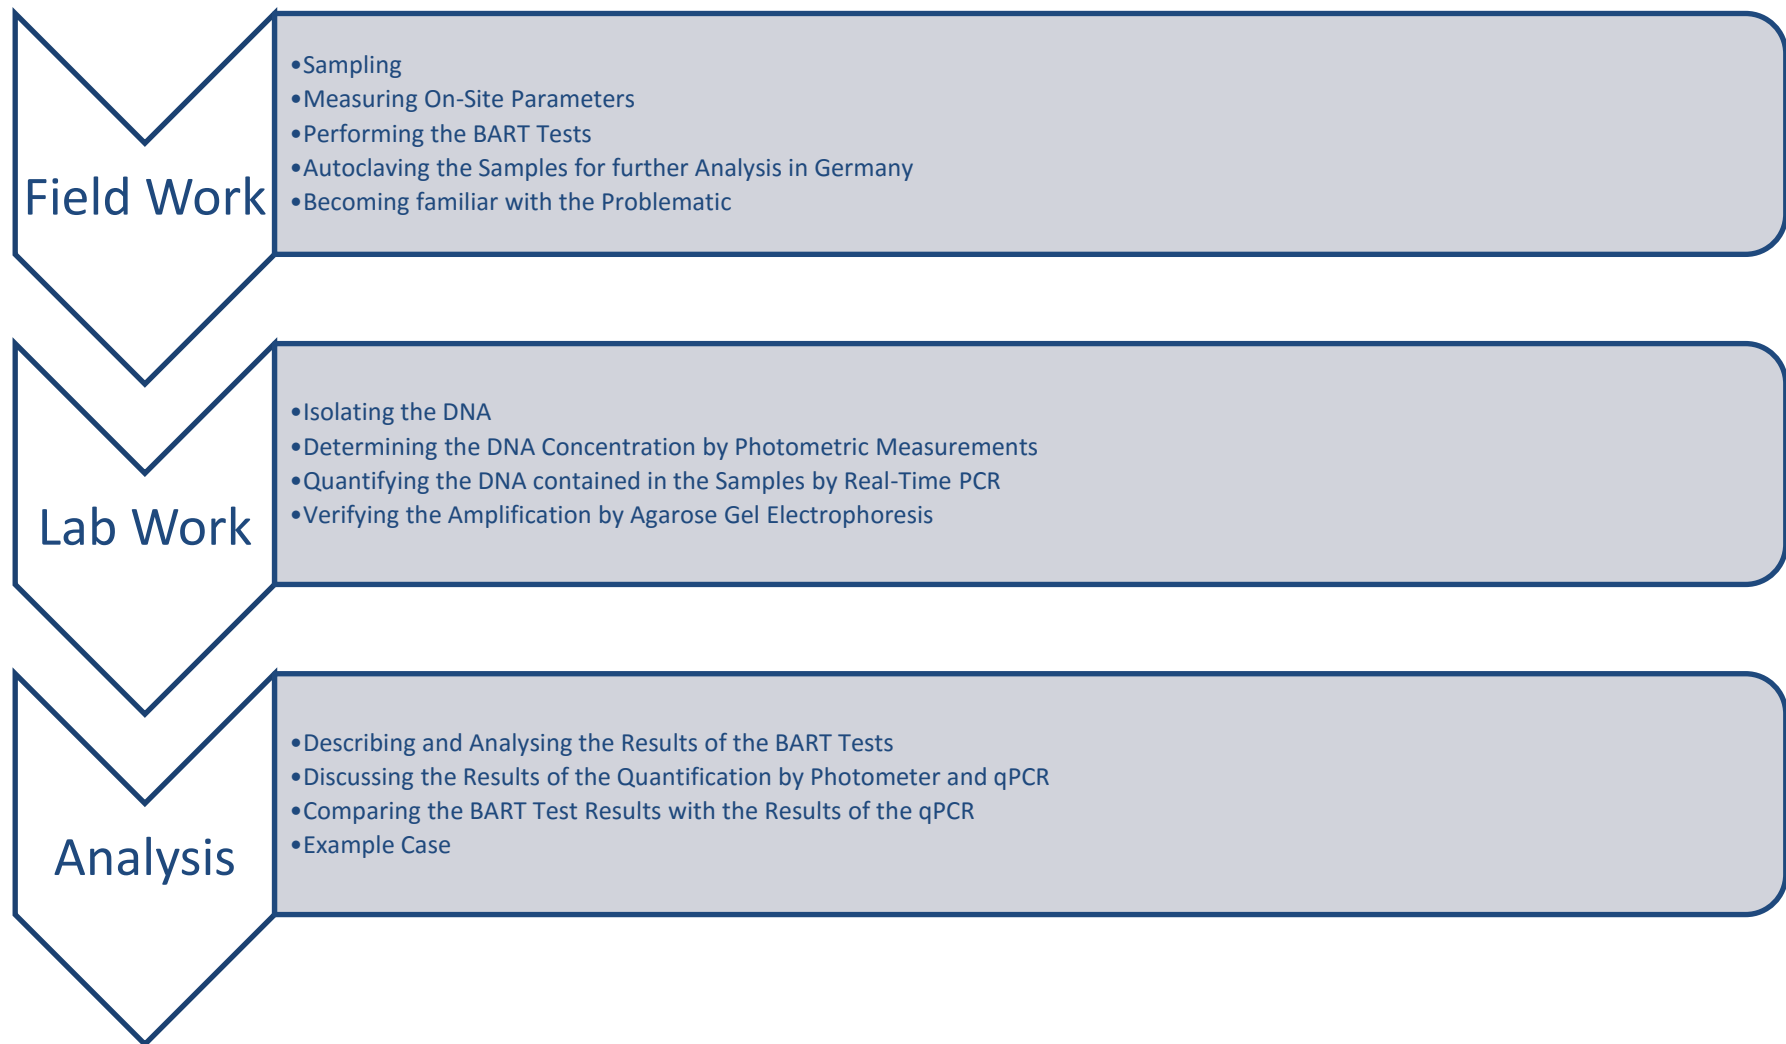 Field Work
•Sampling
•Measuring On-Site Parameters
•Performing the BART Tests
•Autoclaving the Samples for further Analysis in Germany
•Becoming familiar with the Problematic
Lab Work
•Isolating the DNA
•Determining the DNA Concentration by Photometric Measurements
•Quantifying the DNA contained in the Samples by Real-Time PCR
•Verifying the Amplification by Agarose Gel Electrophoresis
Analysis
•Describing and Analysing the Results of the BART Tests
•Discussing the Results of the Quantification by Photometer and qPCR
•Comparing the BART Test Results with the Results of the qPCR
•Example Case